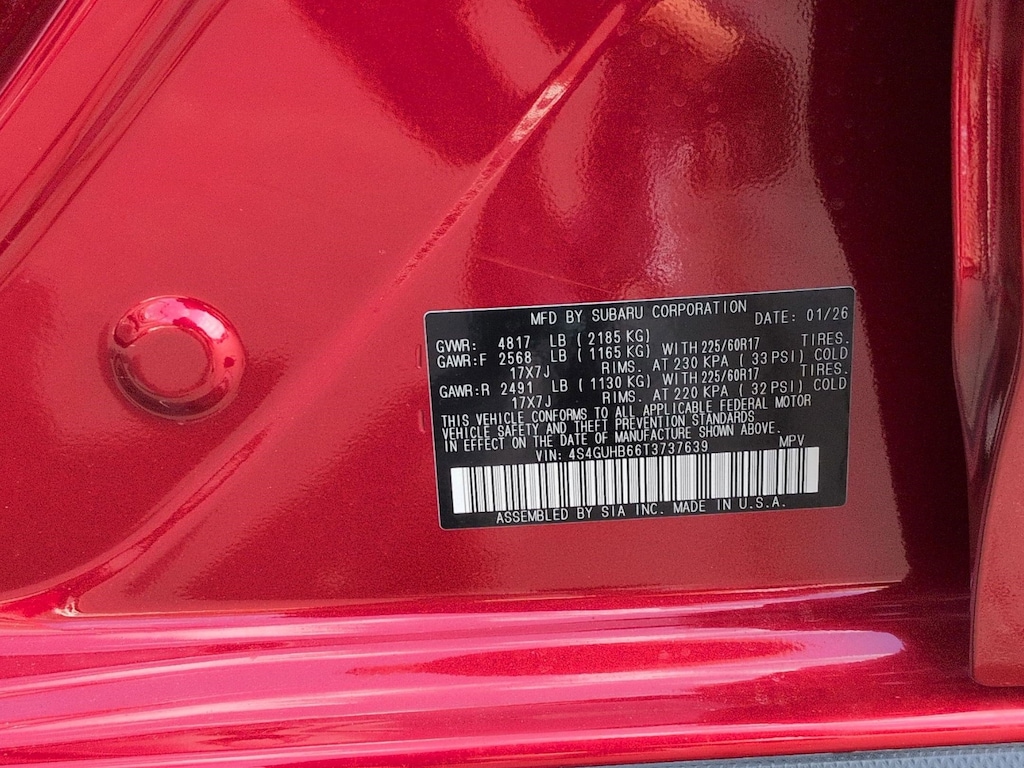 MFD BY SUBARU CORPORATION DATE: 01/26
GVWR: 4817 LB ( 2185 KG)
GAWR:F 2568 LB ( 1165 KG) WITH 225/60R17 TIRES.
17X7J RIMS. AT 230 KPA ( 33 PSI) COLD
GAWR:R 2491 LB ( 1130 KG) WITH 225/60R17 TIRES.
17X7J RIMS. AT 220 KPA ( 32 PSI) COLD
THIS VEHICLE CONFORMS TO ALL APPLICABLE FEDERAL MOTOR
VEHICLE SAFETY AND THEFT PREVENTION STANDARDS
IN EFFECT ON THE DATE OF MANUFACTURE SHOWN ABOVE.
VIN: 4S4GUHB66T3737639 MPV
ASSEMBLED BY SIA INC. MADE IN U.S.A.